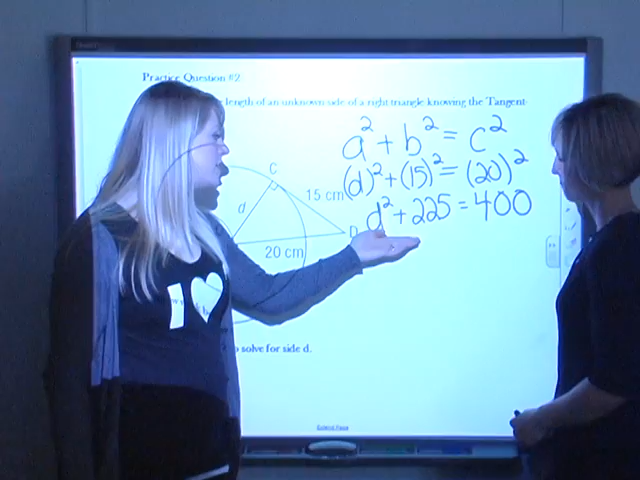 Practice Question #2
length of an unknown side of a right triangle knowing the Tangent-
a² + b² = c²
(d)² + (15)² = (20)²
d² + 225 = 400
C
15 cm
d
D
20 cm
I
solve for side d.